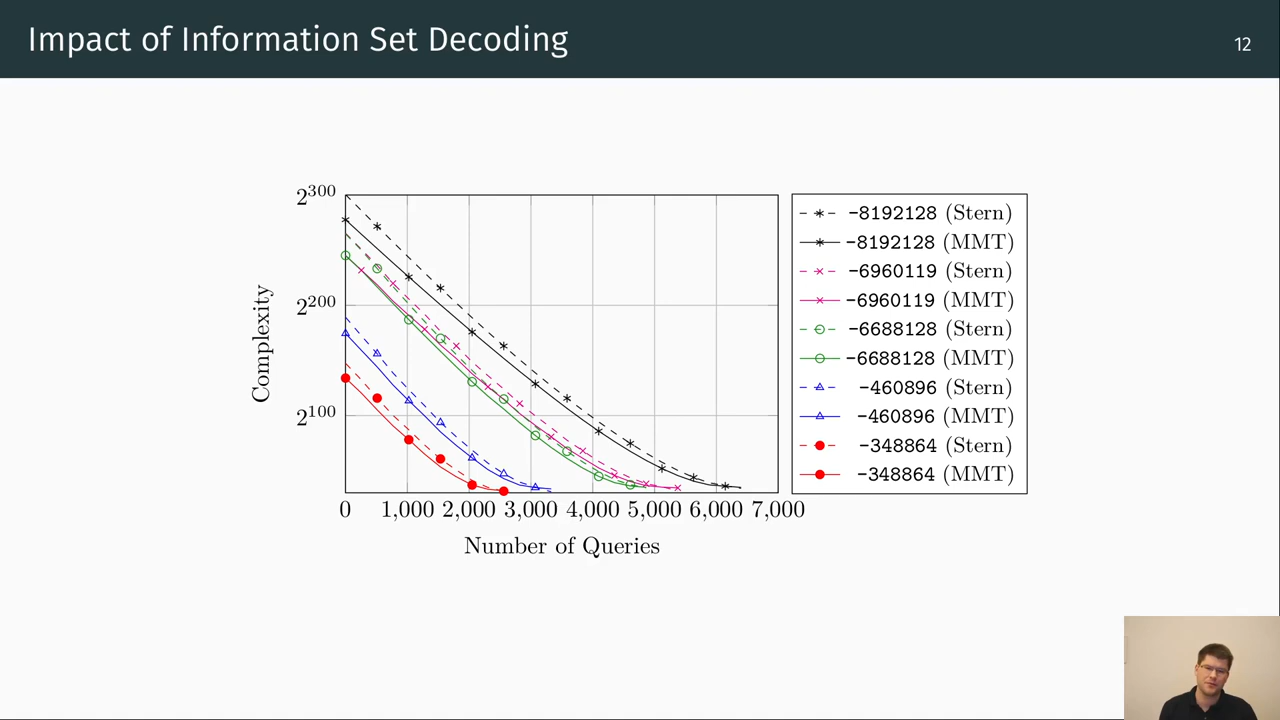 Impact of Information Set Decoding
12
2^300
2^200
2^100
Complexity
0 1,000 2,000 3,000 4,000 5,000 6,000 7,000
Number of Queries
-8192128 (Stern)
-8192128 (MMT)
-6960119 (Stern)
-6960119 (MMT)
-6688128 (Stern)
-6688128 (MMT)
-460896 (Stern)
-460896 (MMT)
-348864 (Stern)
-348864 (MMT)